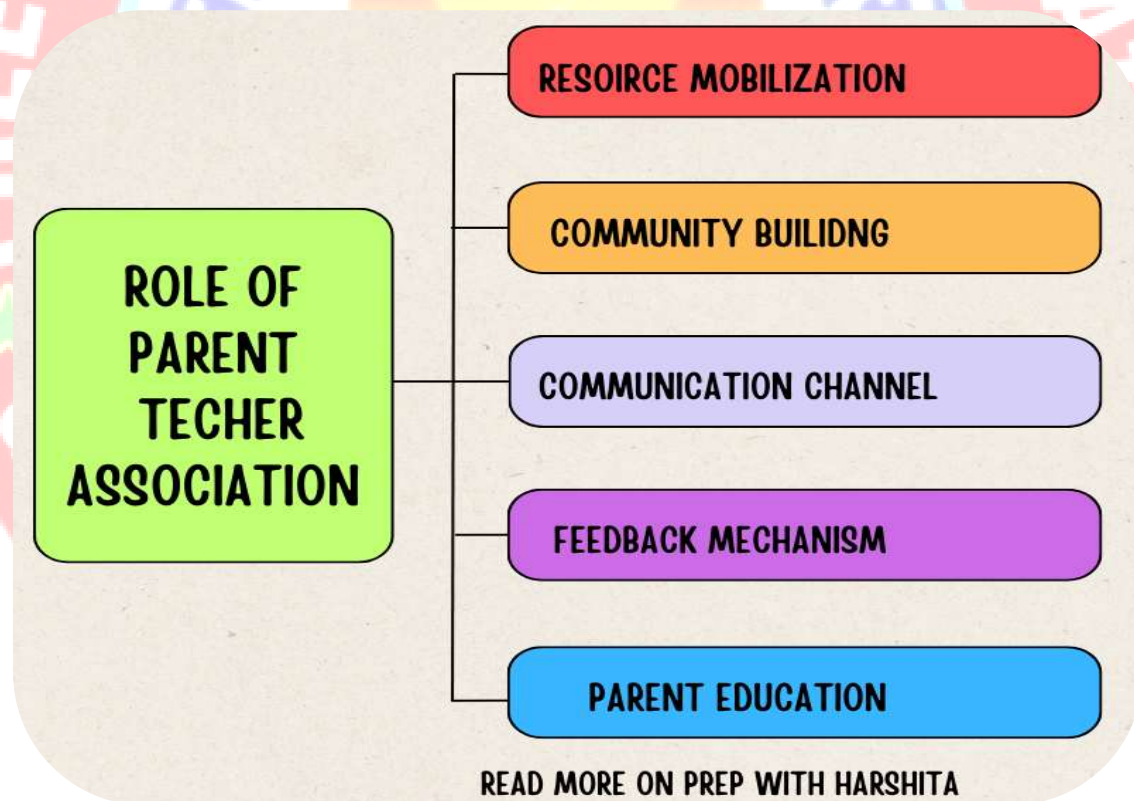 ROLE OF
PARENT
TECHER
ASSOCIATION
RESOIRCE MOBILIZATION
COMMUNITY BUILIDNG
COMMUNICATION CHANNEL
FEEDBACK MECHANISM
PARENT EDUCATION
READ MORE ON PREP WITH HARSHITA